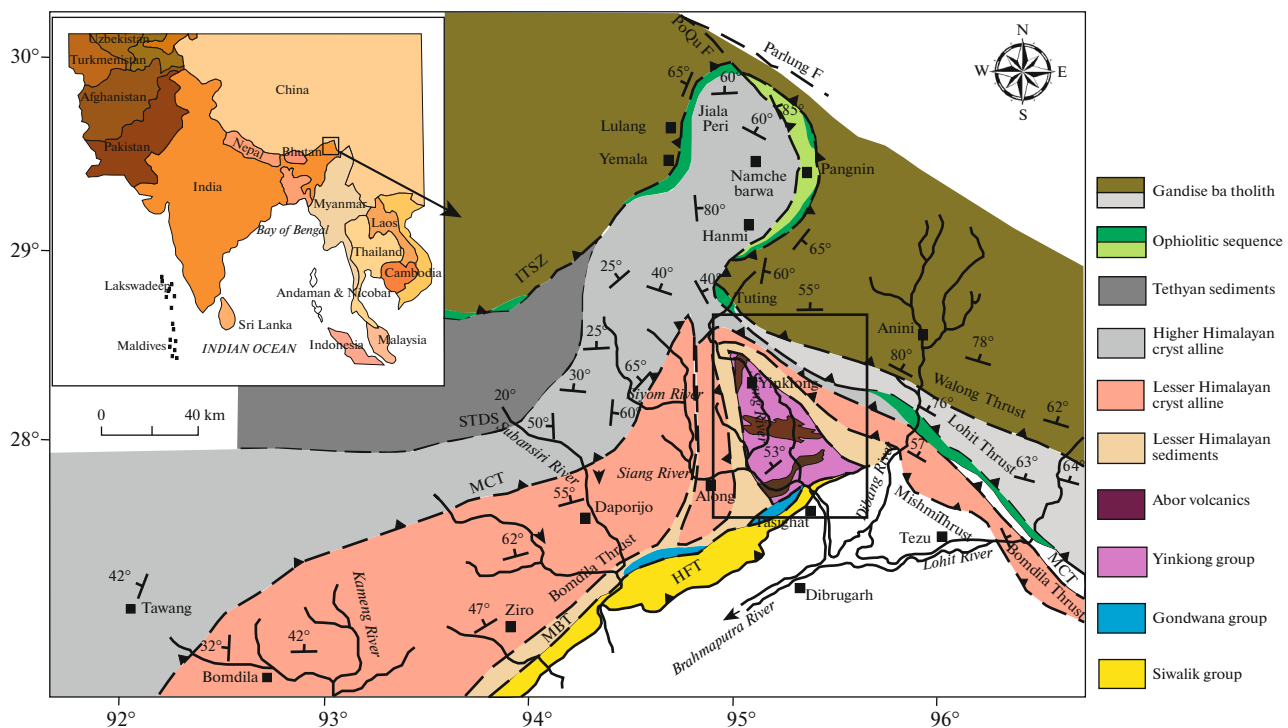 Uzbekistan
Turkmenistan
Afghanistan
Pakistan
China
Nepal
Bhutan
India
Myanmar
Bay of Bengal
Laos
Thailand
Cambodia
Lakswadeep
Andaman & Nicobar
Sri Lanka
Maldives
INDIAN OCEAN
Indonesia
Malaysia
0
40 km
30°
29°
28°
92°
93°
94°
95°
96°
N
W
E
S
PoQu F
Parlung F
65°
60°
Jiala
Peri
85°
60°
Lulang
Yemala
Namche
barwa
Pangnin
80°
Hanmi
65°
ITSZ
25°
40°
40°
60°
Tuting
55°
Anini
25°
80°
78°
Walong Thrust
30°
65°
Siyom River
Yinkiong
20°
STDS
50°
60°
Subansiri River
76°
Lohit Thrust
62°
MCT
Siang River
53°
57
63°
64°
Along
Dibang River
55°
Daporijo
Pasighat
Mishmi Thrust
62°
Bomdila Thrust
Tezu
HFT
Lohit River
MCT
Bomdila Thrust
42°
Tawang
Kameng River
47°
Ziro
MBT
Dibrugarh
Brahmaputra River
32°
42°
Bomdila
Gandise ba tholith
Ophiolitic sequence
Tethyan sediments
Higher Himalayan
cryst alline
Lesser Himalayan
cryst alline
Lesser Himalayan
sediments
Abor volcanics
Yinkiong group
Gondwana group
Siwalik group